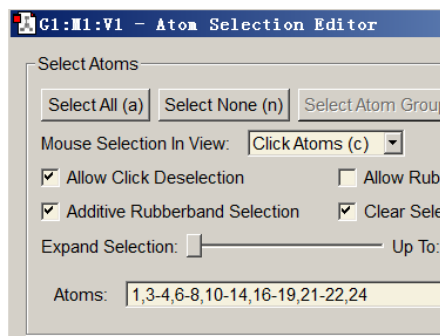 G1:M1:V1 - Atom Selection Editor
Select Atoms
Select All (a) Select None (n) Select Atom Grou
Mouse Selection In View: Click Atoms (c)
Allow Click Deselection Allow Rub
Additive Rubberband Selection Clear Sele
Expand Selection: Up To:
Atoms: 1,3-4,6-8,10-14,16-19,21-22,24